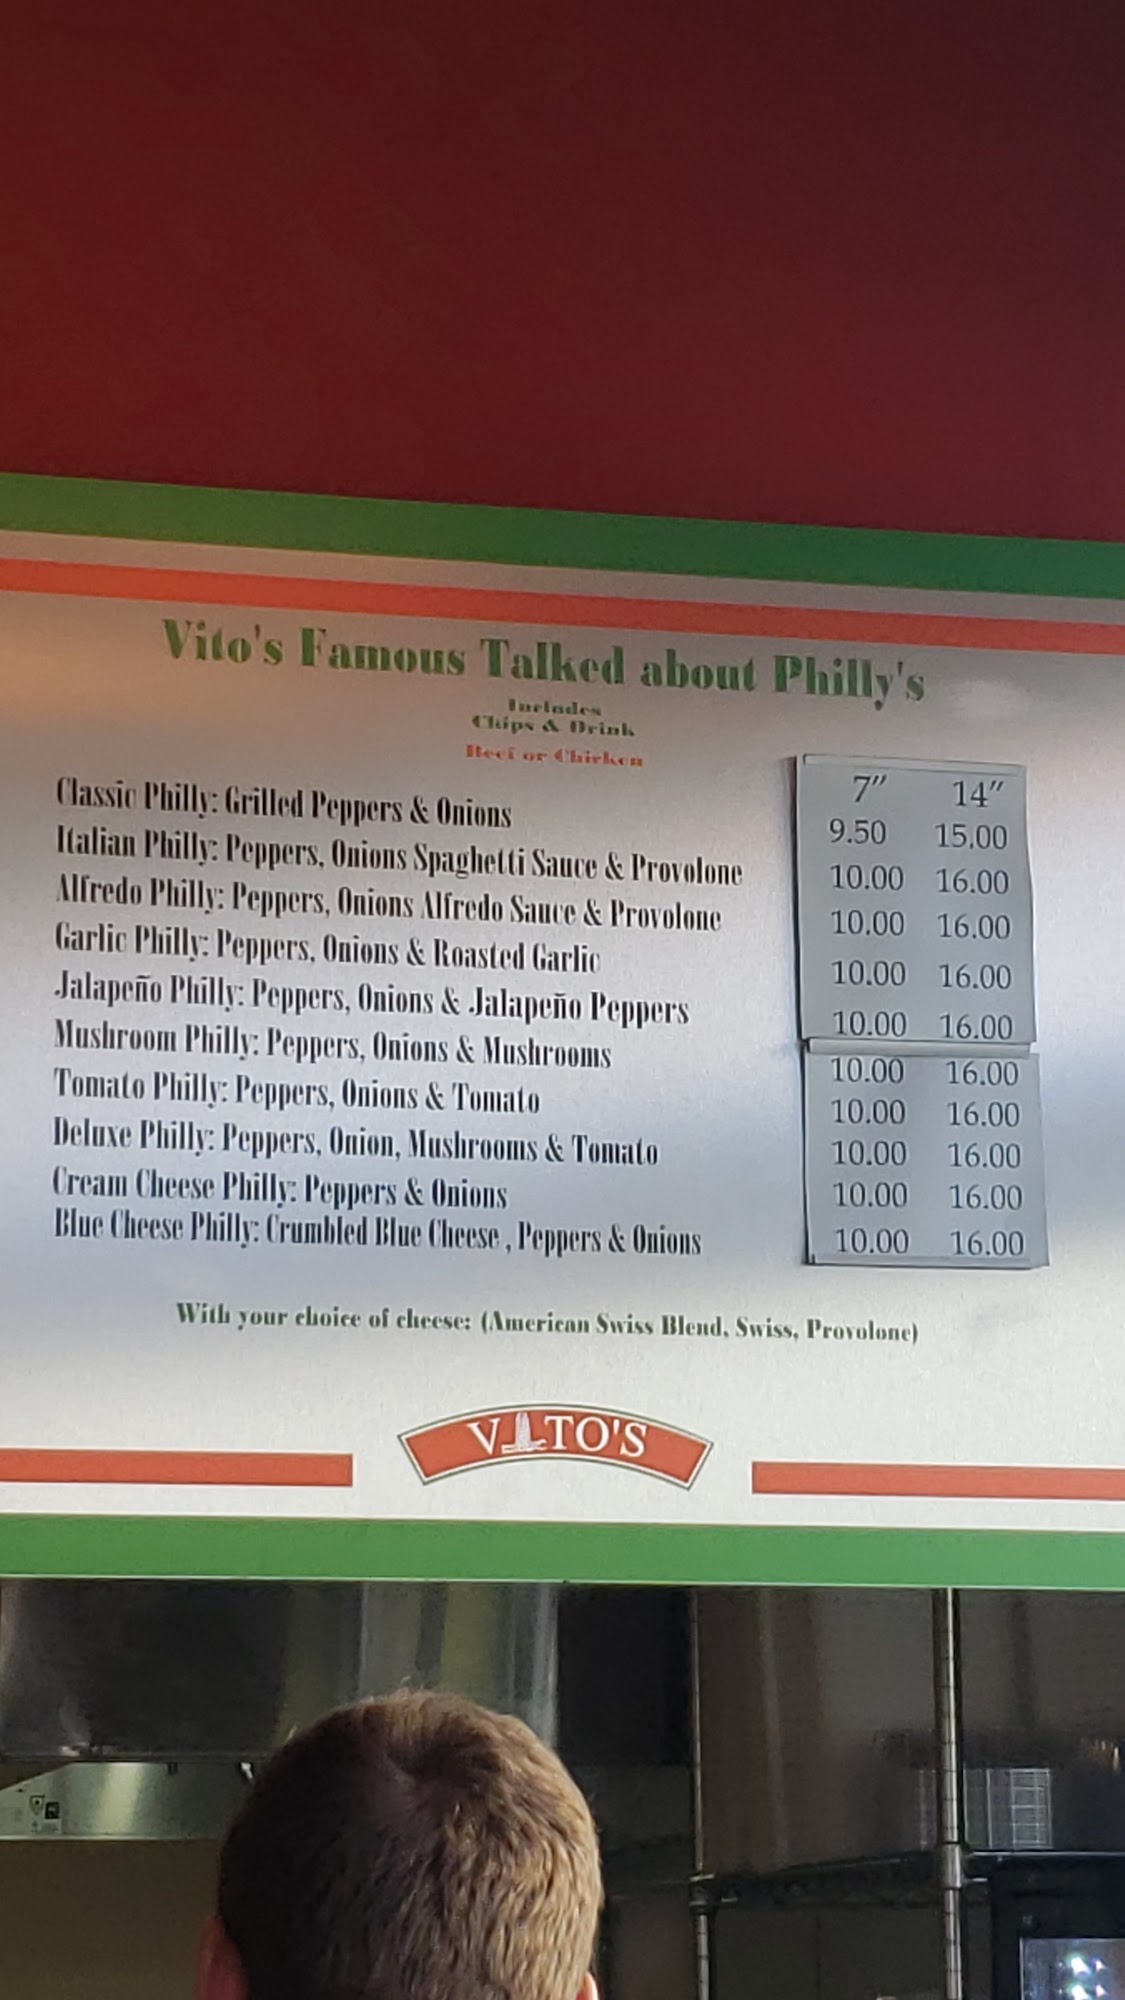 Vito's Famous Talked about Philly's
Includes
Chips & Drink
Beef or Chicken
7" 14"
Classic Philly: Grilled Peppers & Onions 9.50 15.00
Italian Philly: Peppers, Onions Spaghetti Sauce & Provolone 10.00 16.00
Alfredo Philly: Peppers, Onions Alfredo Sauce & Provolone 10.00 16.00
Garlic Philly: Peppers, Onions & Roasted Garlic 10.00 16.00
Jalapeño Philly: Peppers, Onions & Jalapeño Peppers 10.00 16.00
Mushroom Philly: Peppers, Onions & Mushrooms 10.00 16.00
Tomato Philly: Peppers, Onions & Tomato 10.00 16.00
Deluxe Philly: Peppers, Onion, Mushrooms & Tomato 10.00 16.00
Cream Cheese Philly: Peppers & Onions 10.00 16.00
Blue Cheese Philly: Crumbled Blue Cheese , Peppers & Onions 10.00 16.00
With your choice of cheese: (American Swiss Blend, Swiss, Provolone)
VITO'S